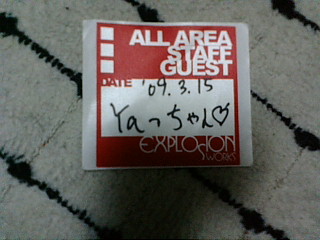 ALL AREA
STAFF
GUEST
DATE '09.3.15
Yaっちゃん♡
EXPLOSION
WORKS